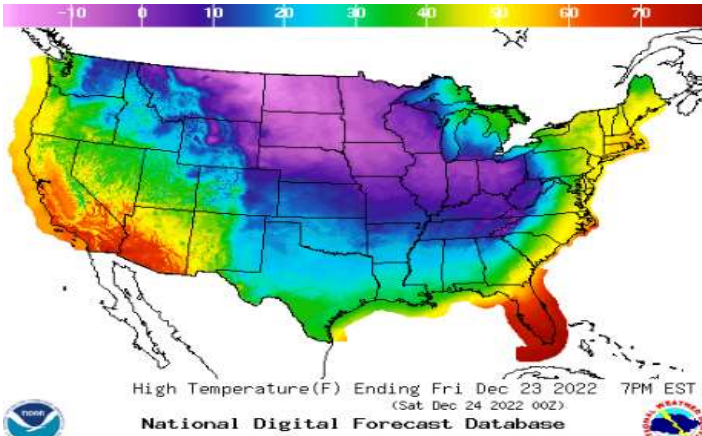 -10 0 10 20 30 40 50 60 70
High Temperature(F) Ending Fri Dec 23 2022 7PM EST
(Sat Dec 24 2022 00Z)
National Digital Forecast Database
NOAA